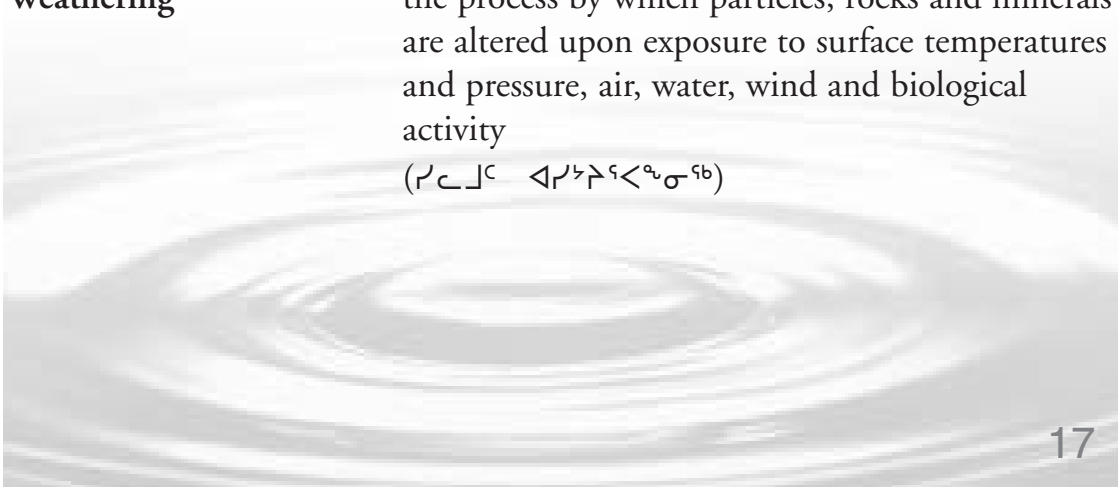 weathering the process by which particles, rocks and minerals
are altered upon exposure to surface temperatures
and pressure, air, water, wind and biological
activity
(ᓯᓚᒧᑦ ᐊᓯᔾᔨᕐᐸᖕᓂᖅ)
17